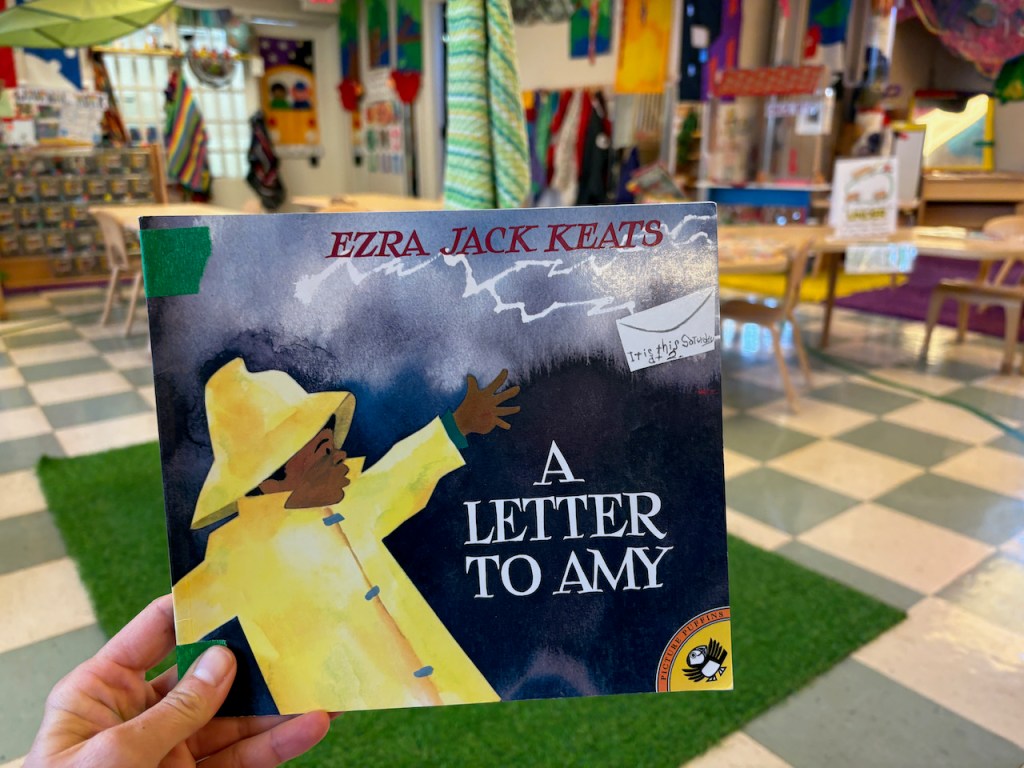 EZRA JACK KEATS
It is this Saturday
A
LETTER
TO AMY
PICTURE PUFFINS